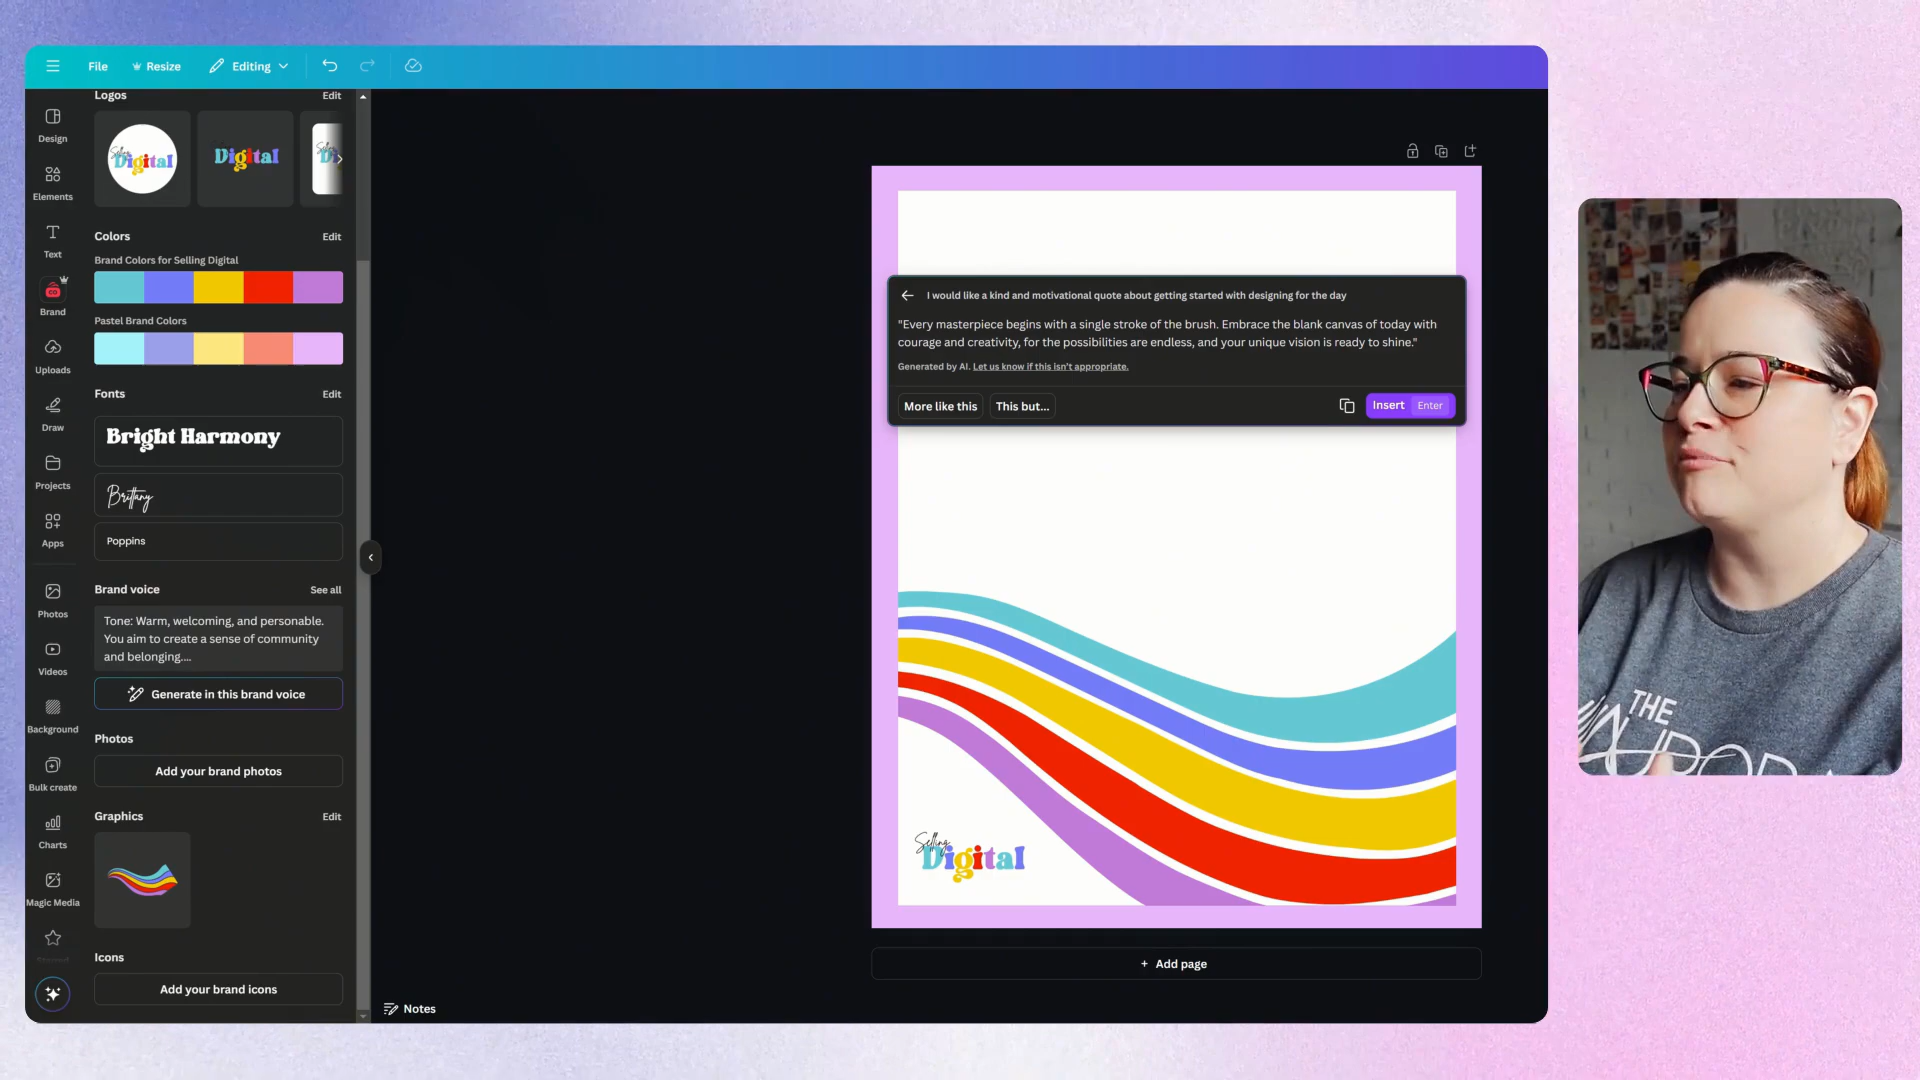 File
Resize
Editing
Logos
Edit
Selling
Digital
Digital
Colors
Edit
Brand Colors for Selling Digital
Pastel Brand Colors
Fonts
Edit
Bright Harmony
Brittany
Poppins
Brand voice
See all
Tone: Warm, welcoming, and personable.
You aim to create a sense of community
and belonging....
Generate in this brand voice
Photos
Add your brand photos
Graphics
Edit
Icons
Add your brand icons
Design
Elements
Text
Brand
Uploads
Draw
Projects
Apps
Photos
Videos
Background
Bulk create
Charts
Magic Media
I would like a kind and motivational quote about getting started with designing for the day
"Every masterpiece begins with a single stroke of the brush. Embrace the blank canvas of today with
courage and creativity, for the possibilities are endless, and your unique vision is ready to shine."
Generated by AI. Let us know if this isn't appropriate.
More like this
This but...
Insert
Enter
Selling
Digital
+ Add page
Notes
THE